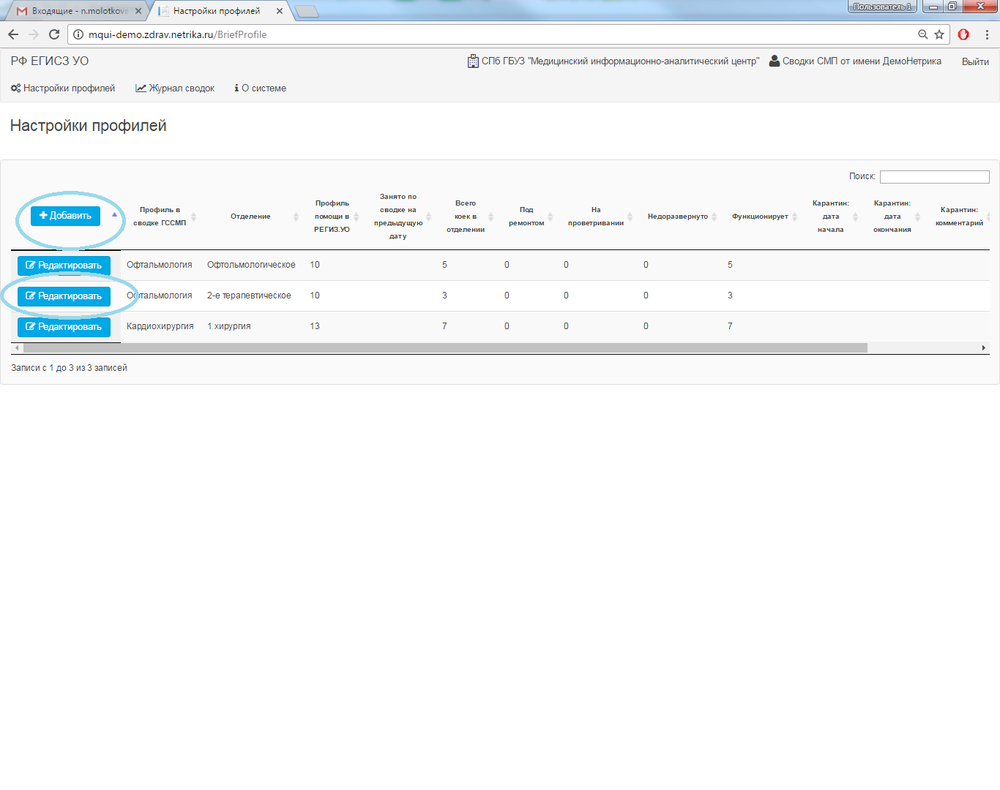 Входящие - n.molotkova
Настройки профилей
Пользователь 1
mqui-demo.zdrav.netrika.ru/BriefProfile
РФ ЕГИСЗ УО
СПб ГБУЗ "Медицинский информационно-аналитический центр"
Сводки СМП от имени ДемоНетрика
Выйти
Настройки профилей
Журнал сводок
О системе
Настройки профилей
Поиск:
Добавить
Профиль в сводке ГССМП
Отделение
Профиль помощи в РЕГИЗ.УО
Занято по сводке на предыдущую дату
Всего коек в отделении
Под ремонтом
На проветривании
Недоразвернуто
Функционирует
Карантин: дата начала
Карантин: дата окончания
Карантин: комментарий
Редактировать Офтальмология Офтольмологическое 10 5 0 0 0 5
Редактировать Офтальмология 2-е терапевтическое 10 3 0 0 0 3
Редактировать Кардиохирургия 1 хирургия 13 7 0 0 0 7
Записи с 1 до 3 из 3 записей